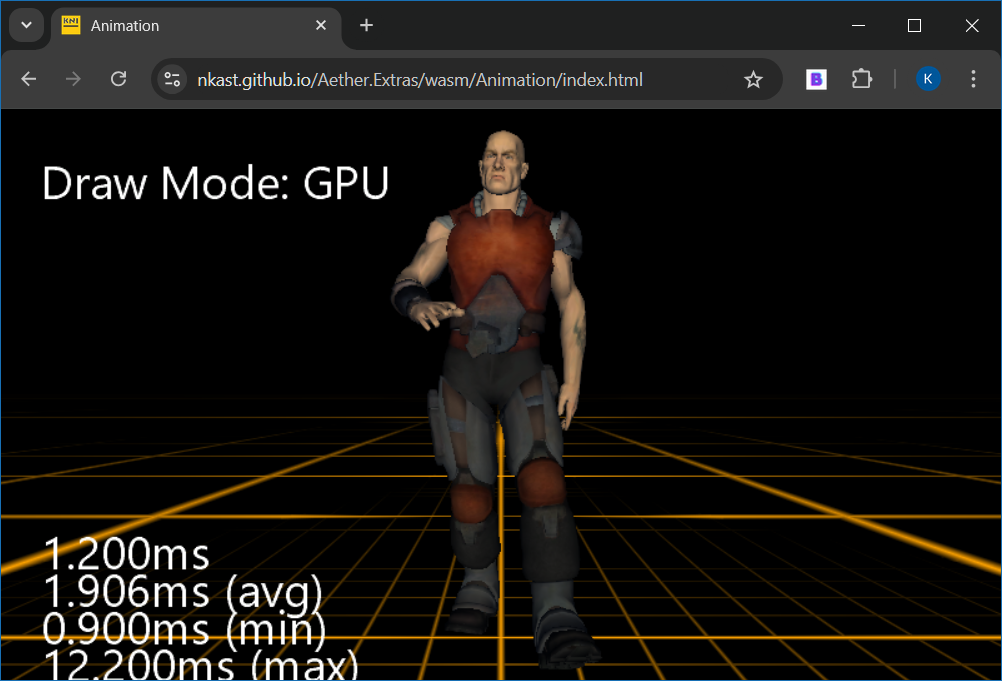 KNI
Animation
nkast.github.io/Aether.Extras/wasm/Animation/index.html
B
K
Draw Mode: GPU
1.200ms
1.906ms (avg)
0.900ms (min)
12.200ms (max)